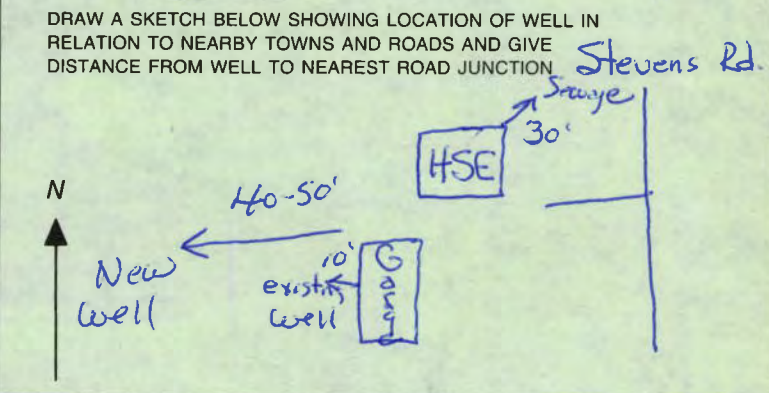 DRAW A SKETCH BELOW SHOWING LOCATION OF WELL IN
RELATION TO NEARBY TOWNS AND ROADS AND GIVE
DISTANCE FROM WELL TO NEAREST ROAD JUNCTION
Stevens Rd.
Sewage
30'
HSE
N
40-50'
New
well
10'
existing
well
Garage